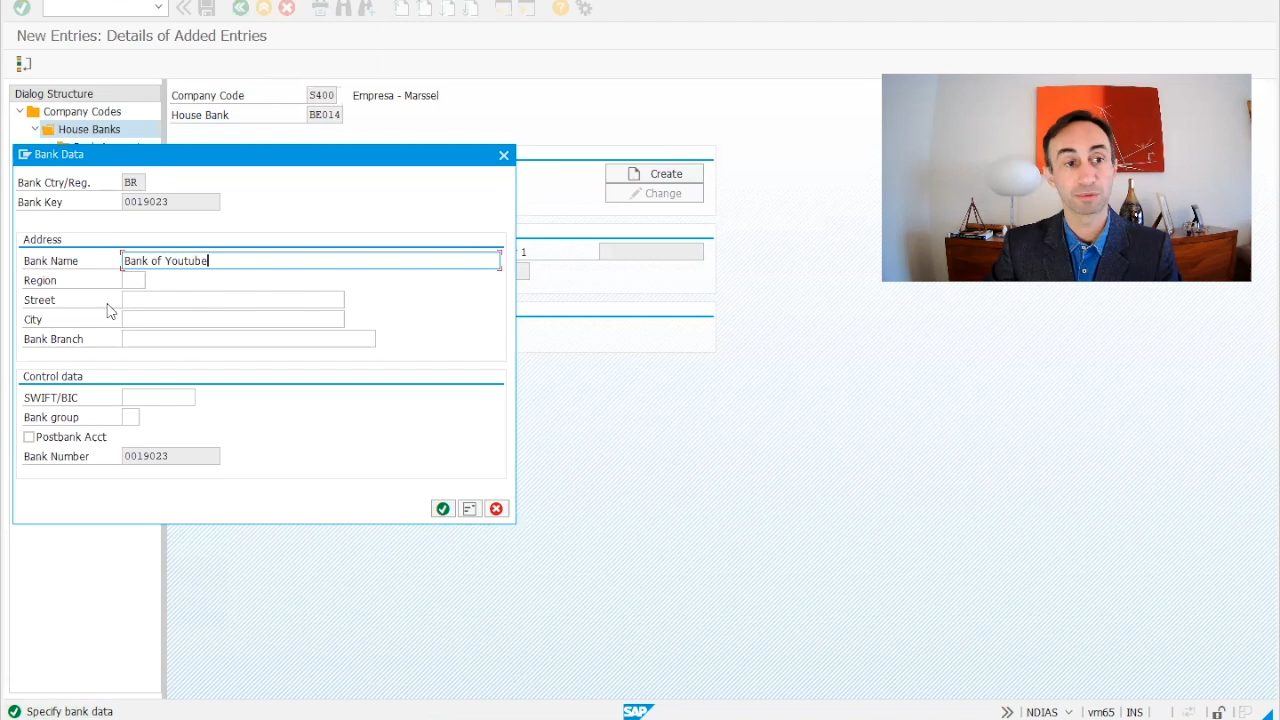 New Entries: Details of Added Entries
Dialog Structure
Company Codes
House Banks
Company Code S400 Empresa - Marssel
House Bank BE014
Create
Change
1
Bank Data
Bank Ctry/Reg. BR
Bank Key 0019023
Address
Bank Name Bank of Youtube
Region
Street
City
Bank Branch
Control data
SWIFT/BIC
Bank group
Postbank Acct
Bank Number 0019023
Specify bank data
SAP
NDIAS vm65 INS